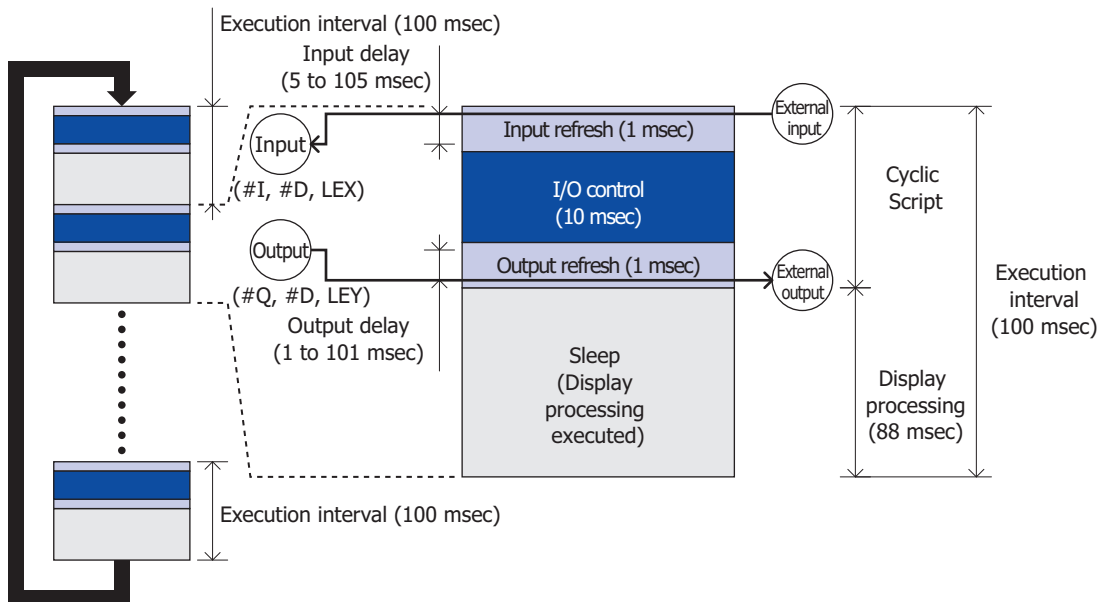 Execution interval (100 msec)
Input delay
(5 to 105 msec)
Input
(#I, #D, LEX)
Output
(#Q, #D, LEY)
Output delay
(1 to 101 msec)
Execution interval (100 msec)
Input refresh (1 msec)
I/O control
(10 msec)
Output refresh (1 msec)
Sleep
(Display
processing
executed)
External
input
External
output
Cyclic
Script
Display
processing
(88 msec)
Execution
interval
(100 msec)